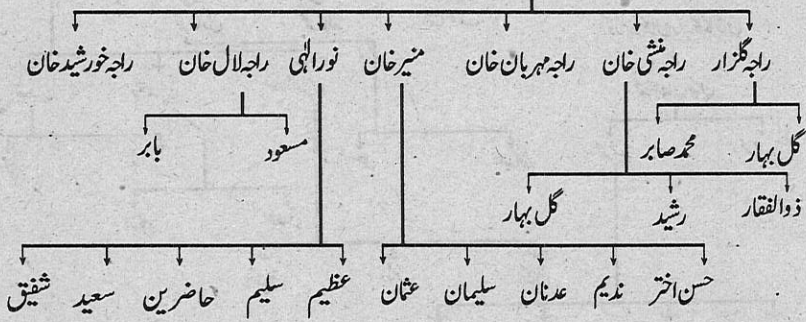 راجہ گلزار راجہ منشی خان راجہ مہربان خان منیر خان نور الٰہی راجہ لال خان راجہ خورشید خان
گل بہار محمد صابر مسعود بابر
ذوالفقار رشید گل بہار
حسن اختر ندیم عدنان سلیمان عثمان عظیم سلیم حاضرین سعید شفیق